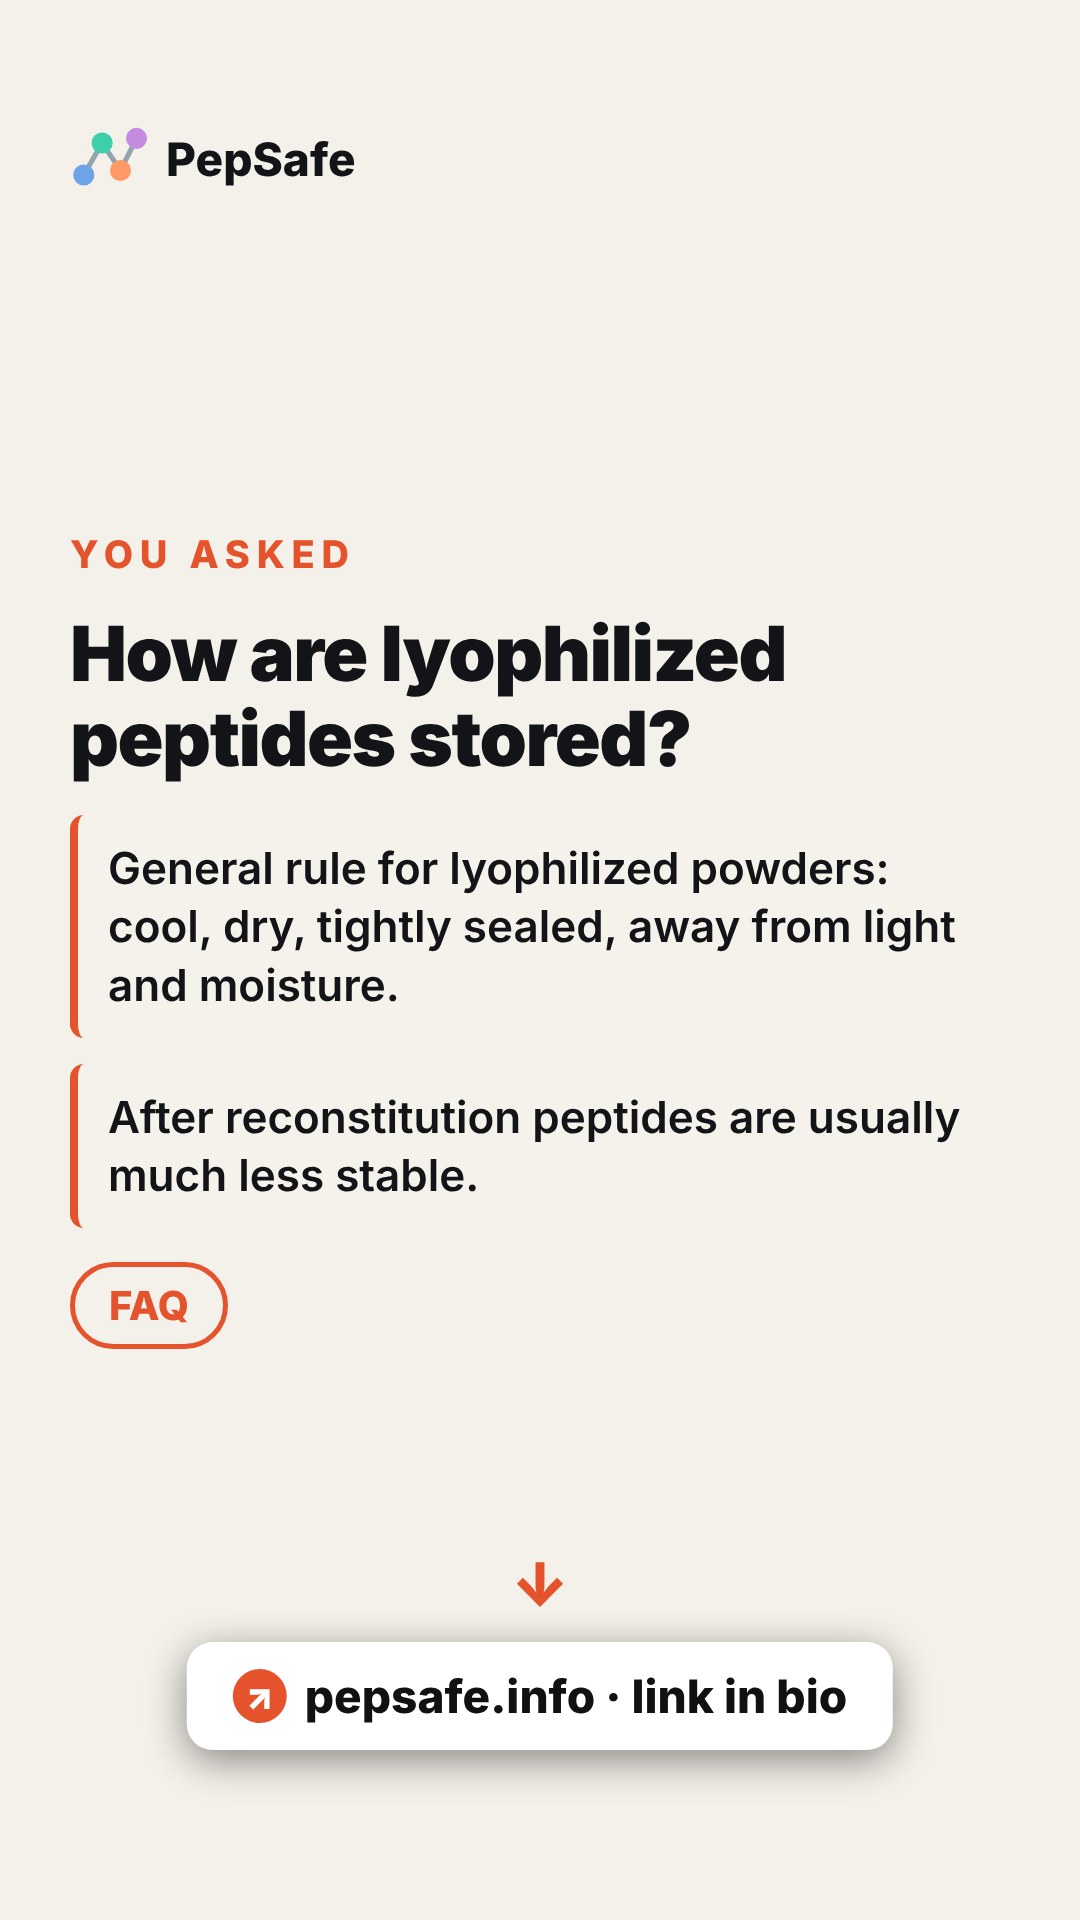 PepSafe
YOU ASKED
How are lyophilized
peptides stored?
General rule for lyophilized powders:
cool, dry, tightly sealed, away from light
and moisture.
After reconstitution peptides are usually
much less stable.
FAQ
pepsafe.info · link in bio